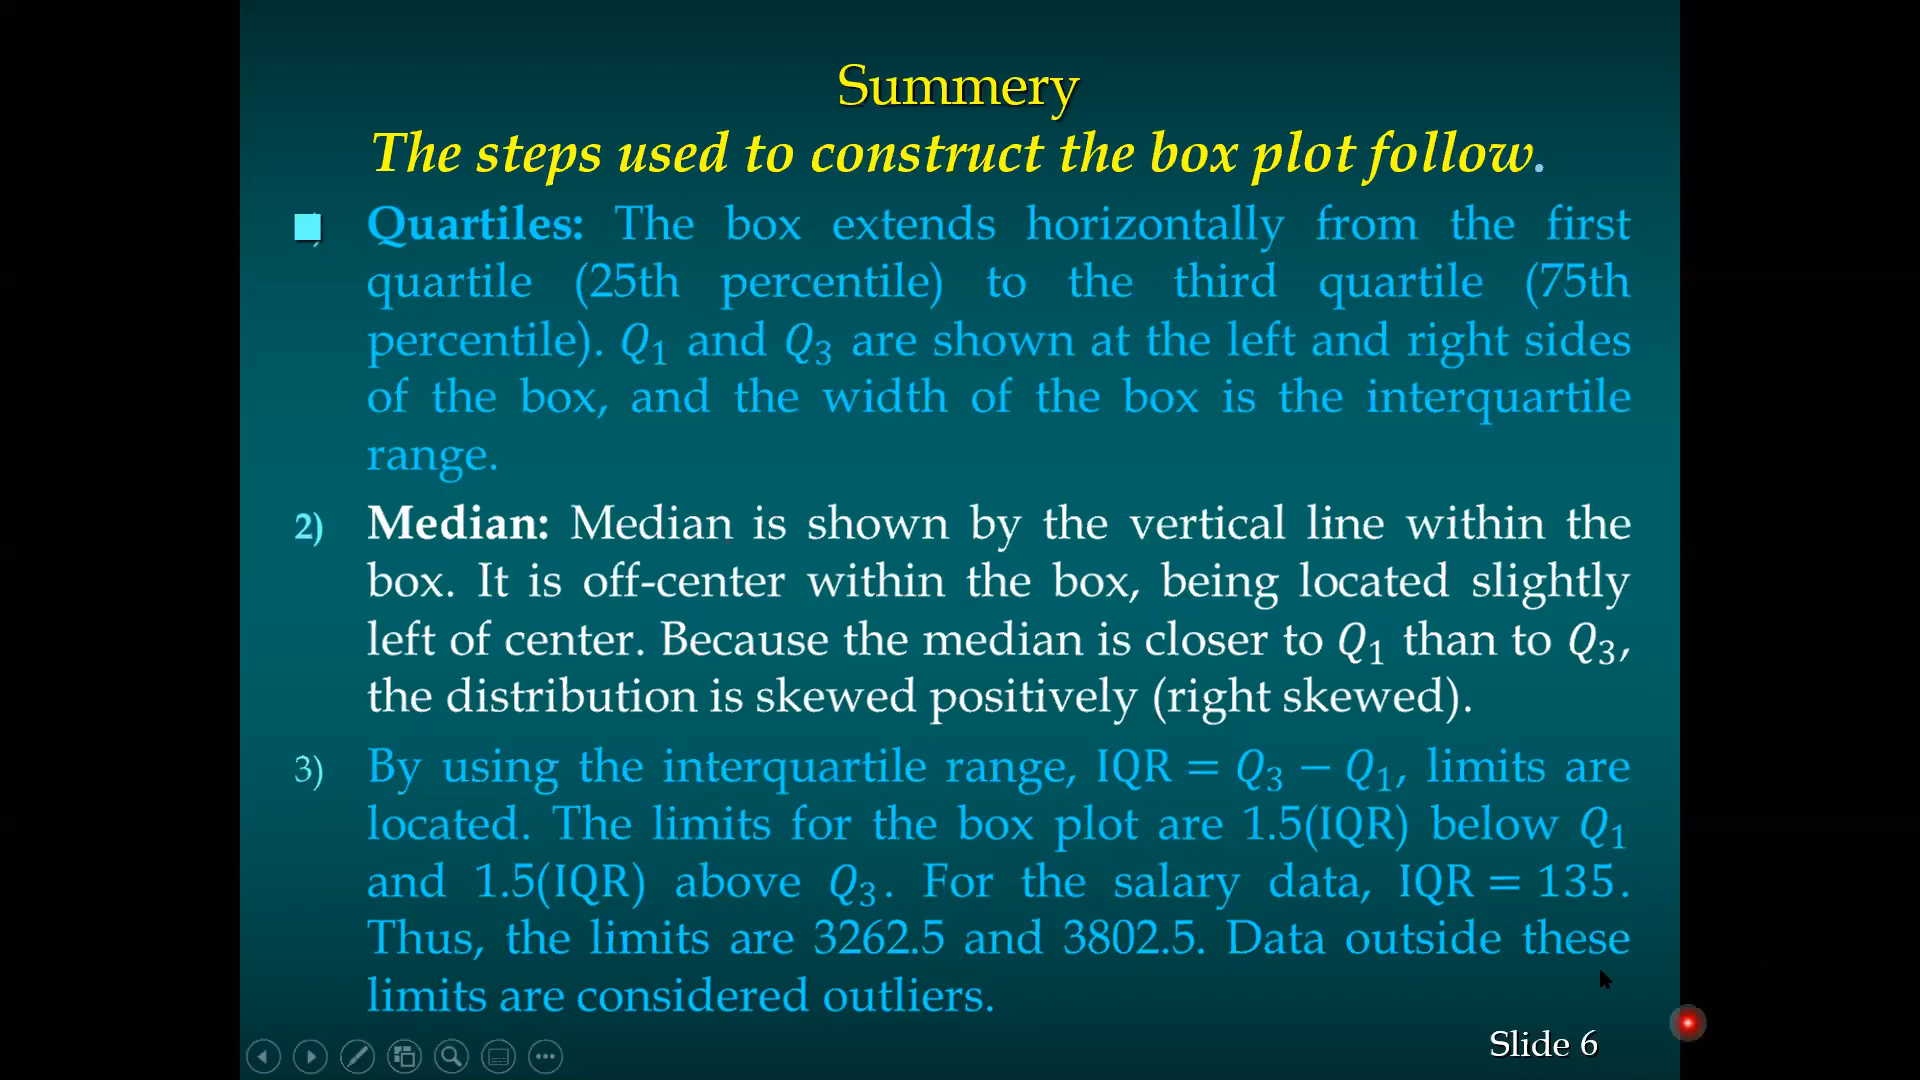 Summery
The steps used to construct the box plot follow.
Quartiles: The box extends horizontally from the first
quartile (25th percentile) to the third quartile (75th
percentile). Q₁ and Q₃ are shown at the left and right sides
of the box, and the width of the box is the interquartile
range.
2) Median: Median is shown by the vertical line within the
box. It is off-center within the box, being located slightly
left of center. Because the median is closer to Q₁ than to Q₃,
the distribution is skewed positively (right skewed).
3) By using the interquartile range, IQR = Q₃ − Q₁, limits are
located. The limits for the box plot are 1.5(IQR) below Q₁
and 1.5(IQR) above Q₃. For the salary data, IQR = 135.
Thus, the limits are 3262.5 and 3802.5. Data outside these
limits are considered outliers.
Slide 6